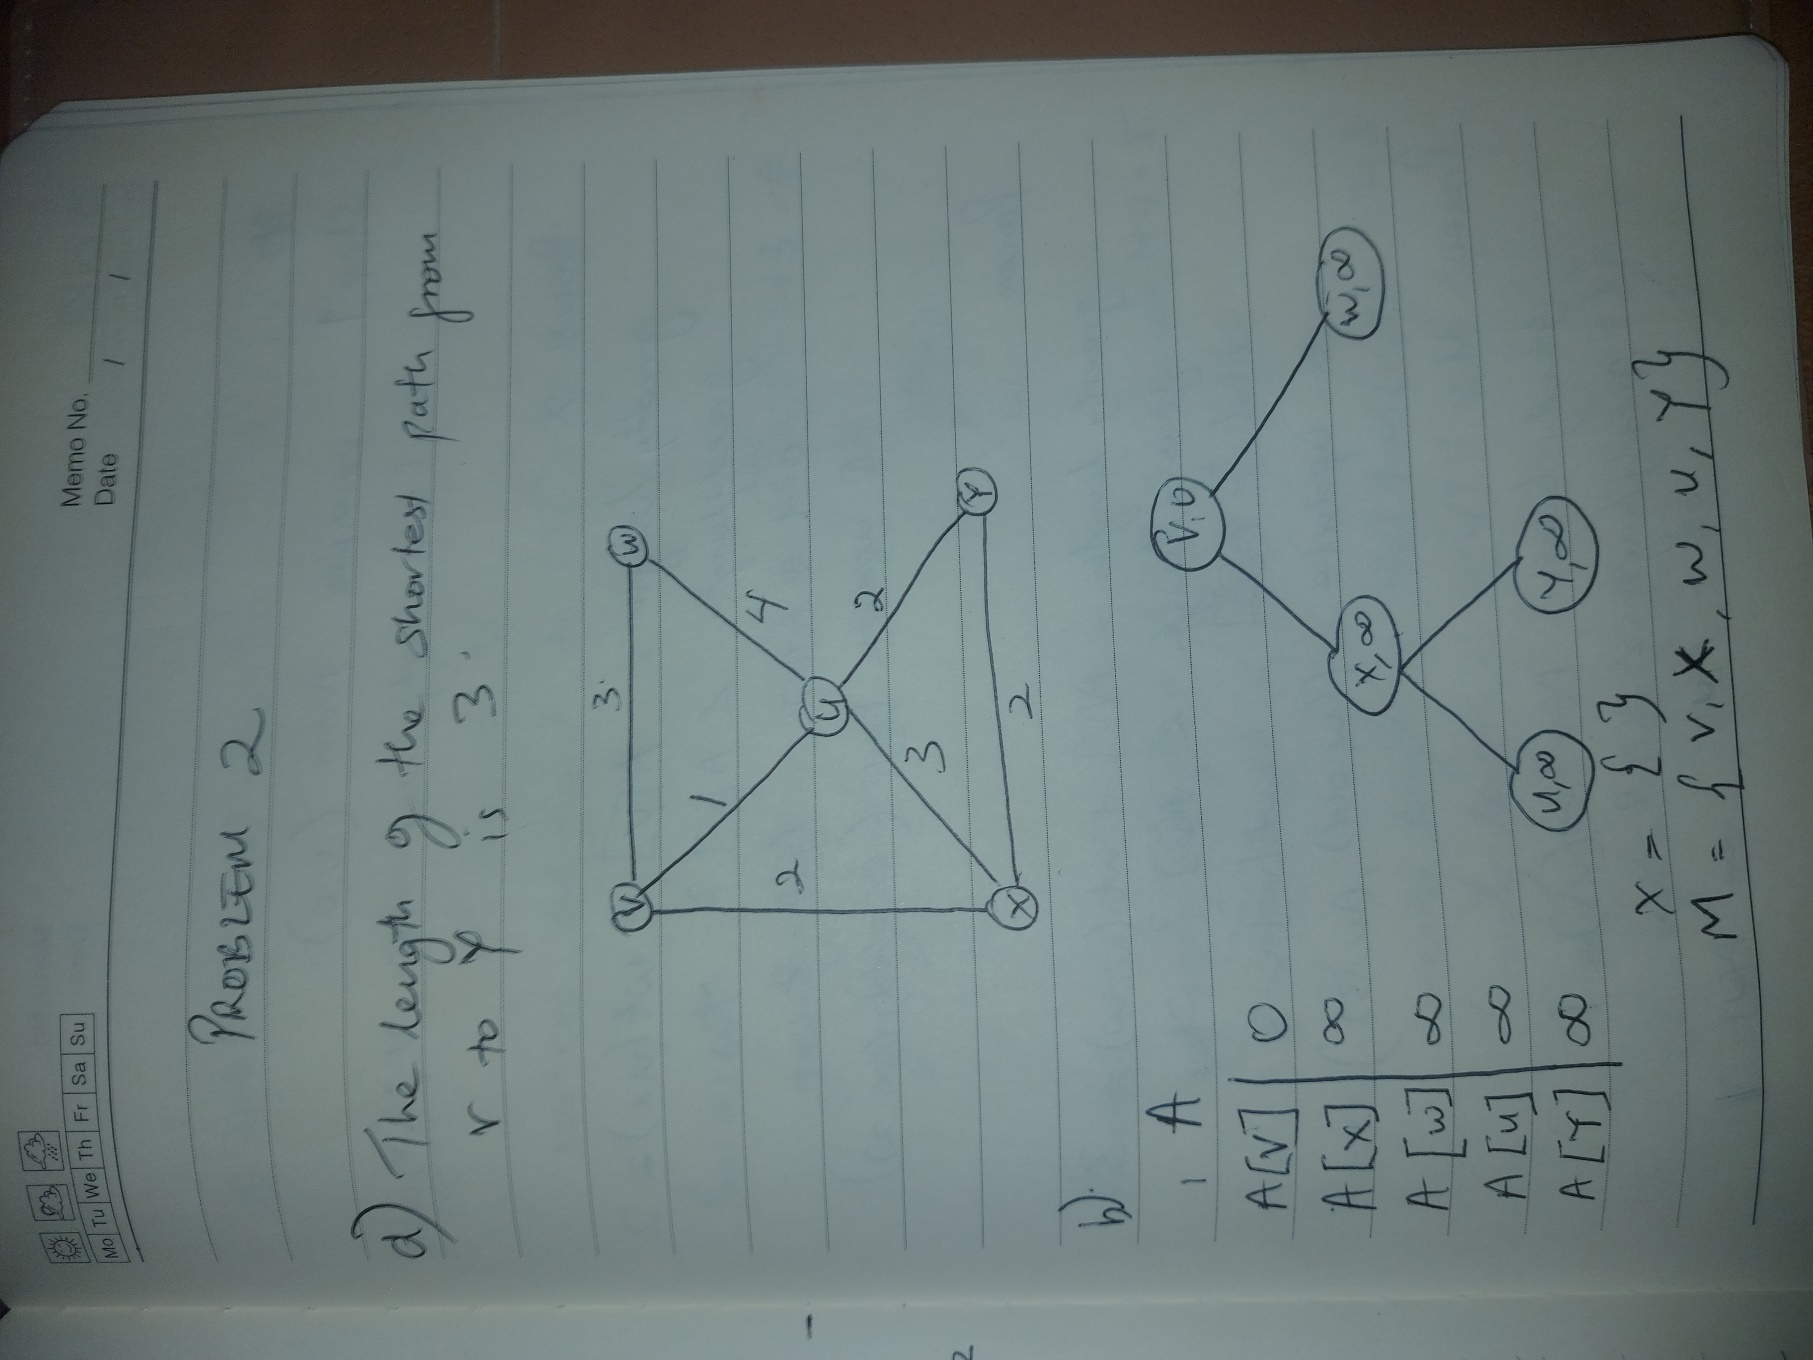 Memo No.
Mo Tu We Th Fr Sa Su
Date / /
PROBLEM 2
a) The length of the shortest path from
v to Y is 3.
V 3 W
1 4
2 U
3 2
X 2 Y
b).
1 A
A[V] 0
A[X] ∞
A[W] ∞
A[U] ∞
A[Y] ∞
V,0
X,∞ W,∞
U,∞ Y,∞
X = { }
M = { V, X, W, U, Y }